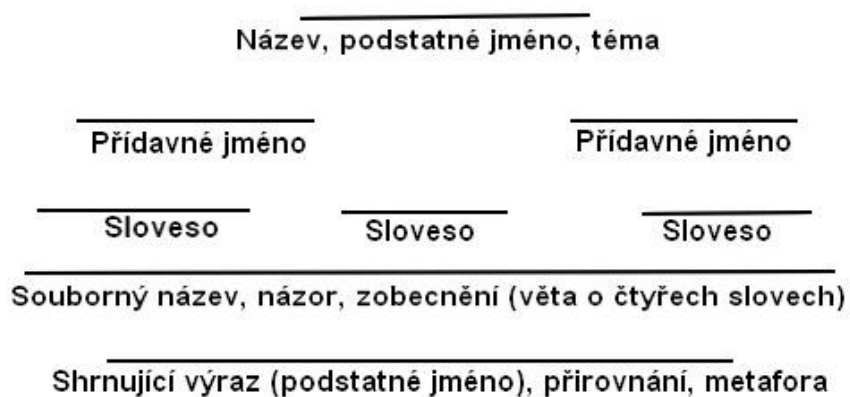 Název, podstatné jméno, téma
Přídavné jméno Přídavné jméno
Sloveso Sloveso Sloveso
Souborný název, názor, zobecnění (věta o čtyřech slovech)
Shrnující výraz (podstatné jméno), přirovnání, metafora